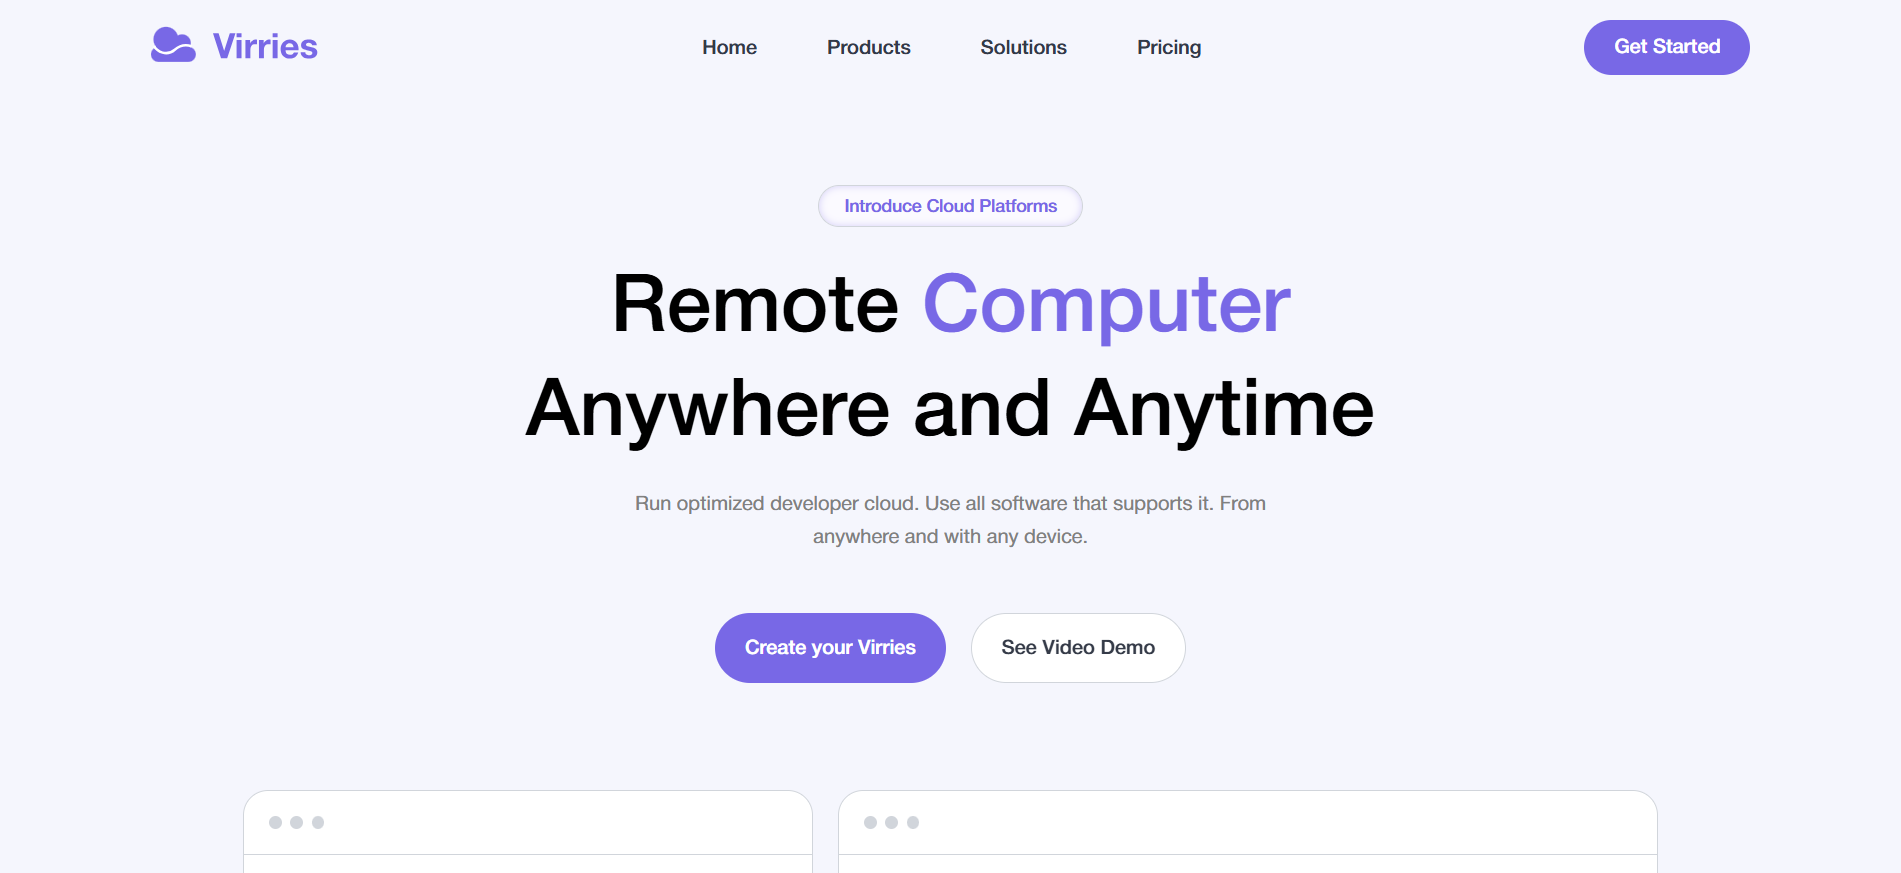 Virries
Home
Products
Solutions
Pricing
Get Started
Introduce Cloud Platforms
Remote Computer
Anywhere and Anytime
Run optimized developer cloud. Use all software that supports it. From
anywhere and with any device.
Create your Virries
See Video Demo